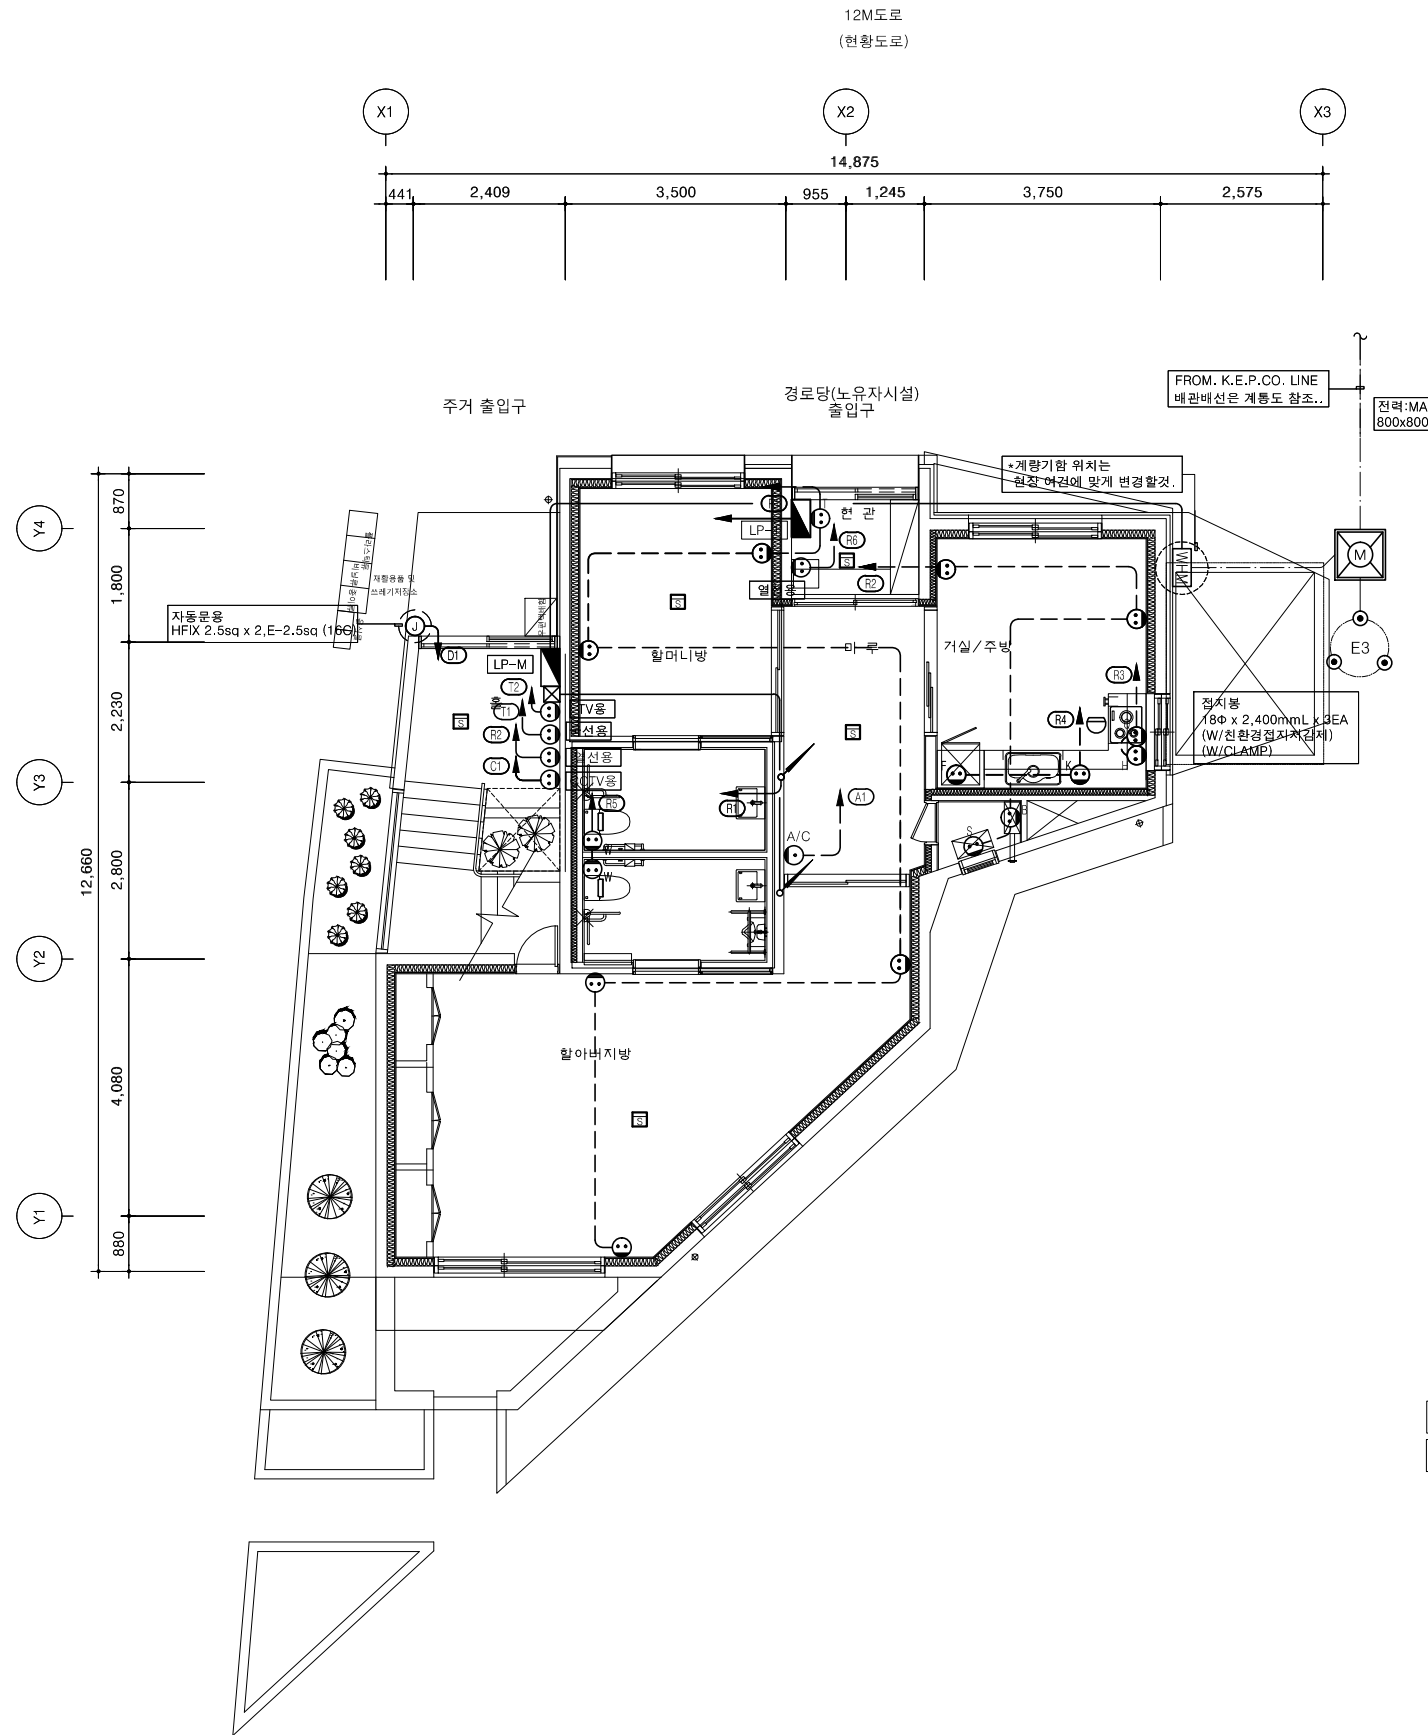 12M도로
(현황도로)
X1
X2
X3
14,875
441
2,409
3,500
955
1,245
3,750
2,575
주거 출입구
경로당(노유자시설)
출입구
FROM. K.E.P.CO. LINE
배관배선은 계통도 참조..
전력:MA
800x800
*계량기함 위치는
현장 여건에 맞게 변경할것.
12,660
870
1,800
2,230
2,800
4,080
880
Y4
Y3
Y2
Y1
재활용품 및
쓰레기저장소
자동문용
HFIX 2.5sq x 2,E-2.5sq (16C)
J
D1
LP-M
T2
T1
R2
C1
홀
TV용
선용
선용
CTV용
R5
R1
할머니방
LP-
현 관
R6
R2
마 루
거실/주방
R3
R4
F
K
H
A1
A/C
S
B
W
W
WHM
M
E3
접지봉
18Φ x 2,400mmL x 3EA
(W/친환경접지저감제)
(W/CLAMP)
할아버지방
S
S
S
S
S